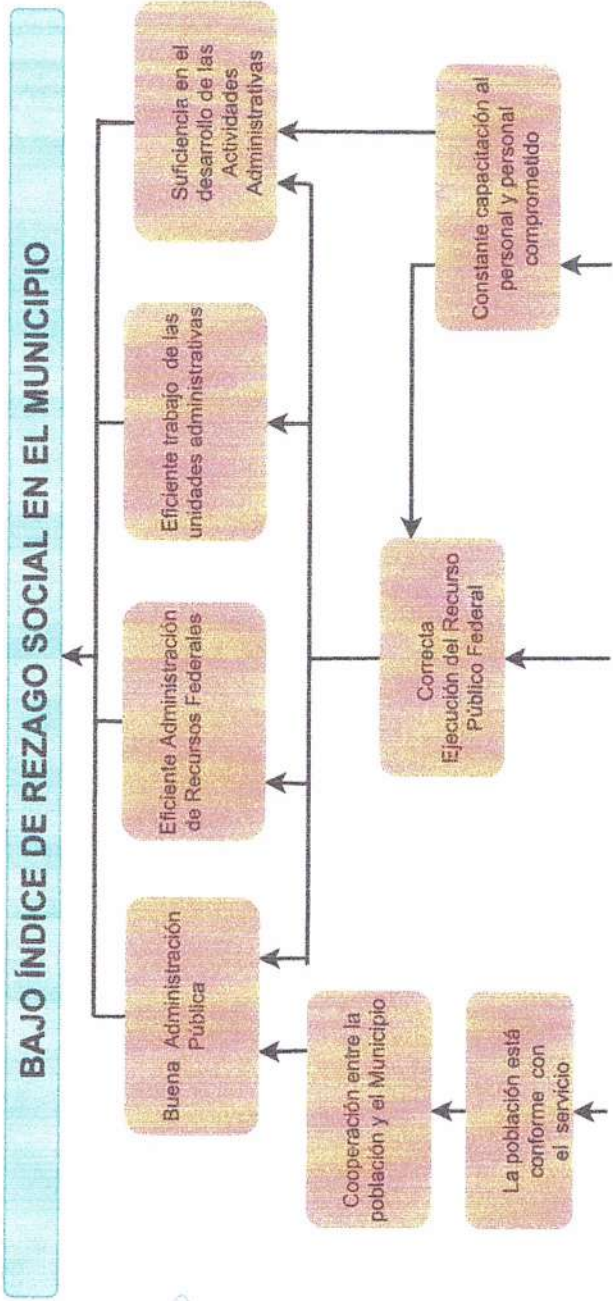 BAJO ÍNDICE DE REZAGO SOCIAL EN EL MUNICIPIO
Buena Administración
Pública
Eficiente Administración
de Recursos Federales
Eficiente trabajo de las
unidades administrativas
Suficiencia en el
desarrollo de las
Actividades
Administrativas
Cooperación entre la
población y el Municipio
Correcta
Ejecución del Recurso
Público Federal
Constante capacitación al
personal y personal
comprometido
La población está
conforme con
el servicio